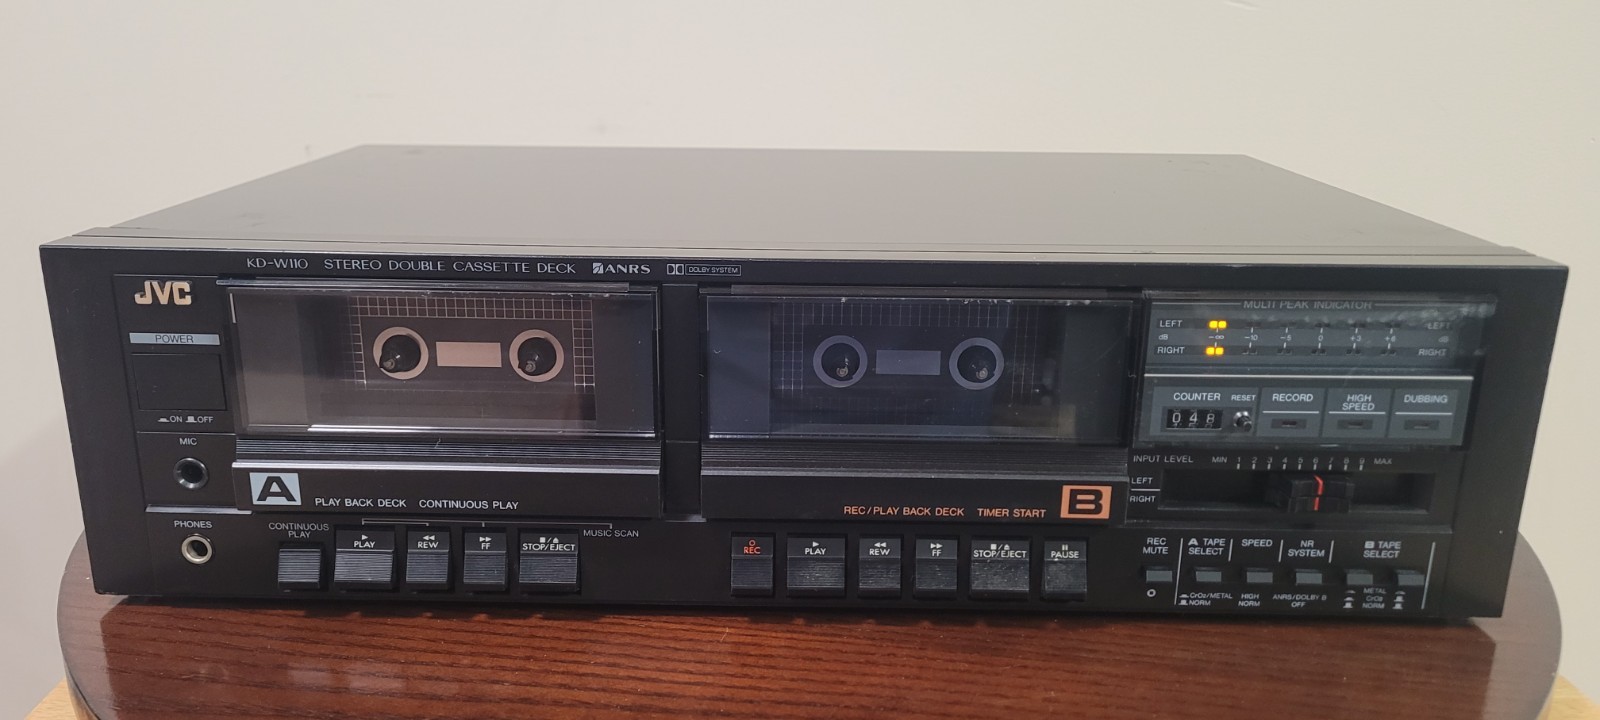 KD-W110 STEREO DOUBLE CASSETTE DECK ANRS DOLBY SYSTEM
JVC
POWER
ON OFF
MIC
PHONES
A PLAY BACK DECK CONTINUOUS PLAY
CONTINUOUS PLAY
PLAY
REW
FF
STOP/EJECT
MUSIC SCAN
REC/PLAY BACK DECK TIMER START B
REC
PLAY
REW
FF
STOP/EJECT
PAUSE
MULTI PEAK INDICATOR
LEFT LEFT
dB -∞ -10 -5 0 +3 +6 dB
RIGHT RIGHT
COUNTER RESET
048
RECORD
HIGH SPEED
DUBBING
INPUT LEVEL MIN 1 2 3 4 5 6 7 8 9 MAX
LEFT
RIGHT
REC MUTE
A TAPE SELECT
SPEED
NR SYSTEM
B TAPE SELECT
CrO2/METAL
NORM
HIGH
NORM
ANRS/DOLBY B
OFF
METAL
CrO2
NORM